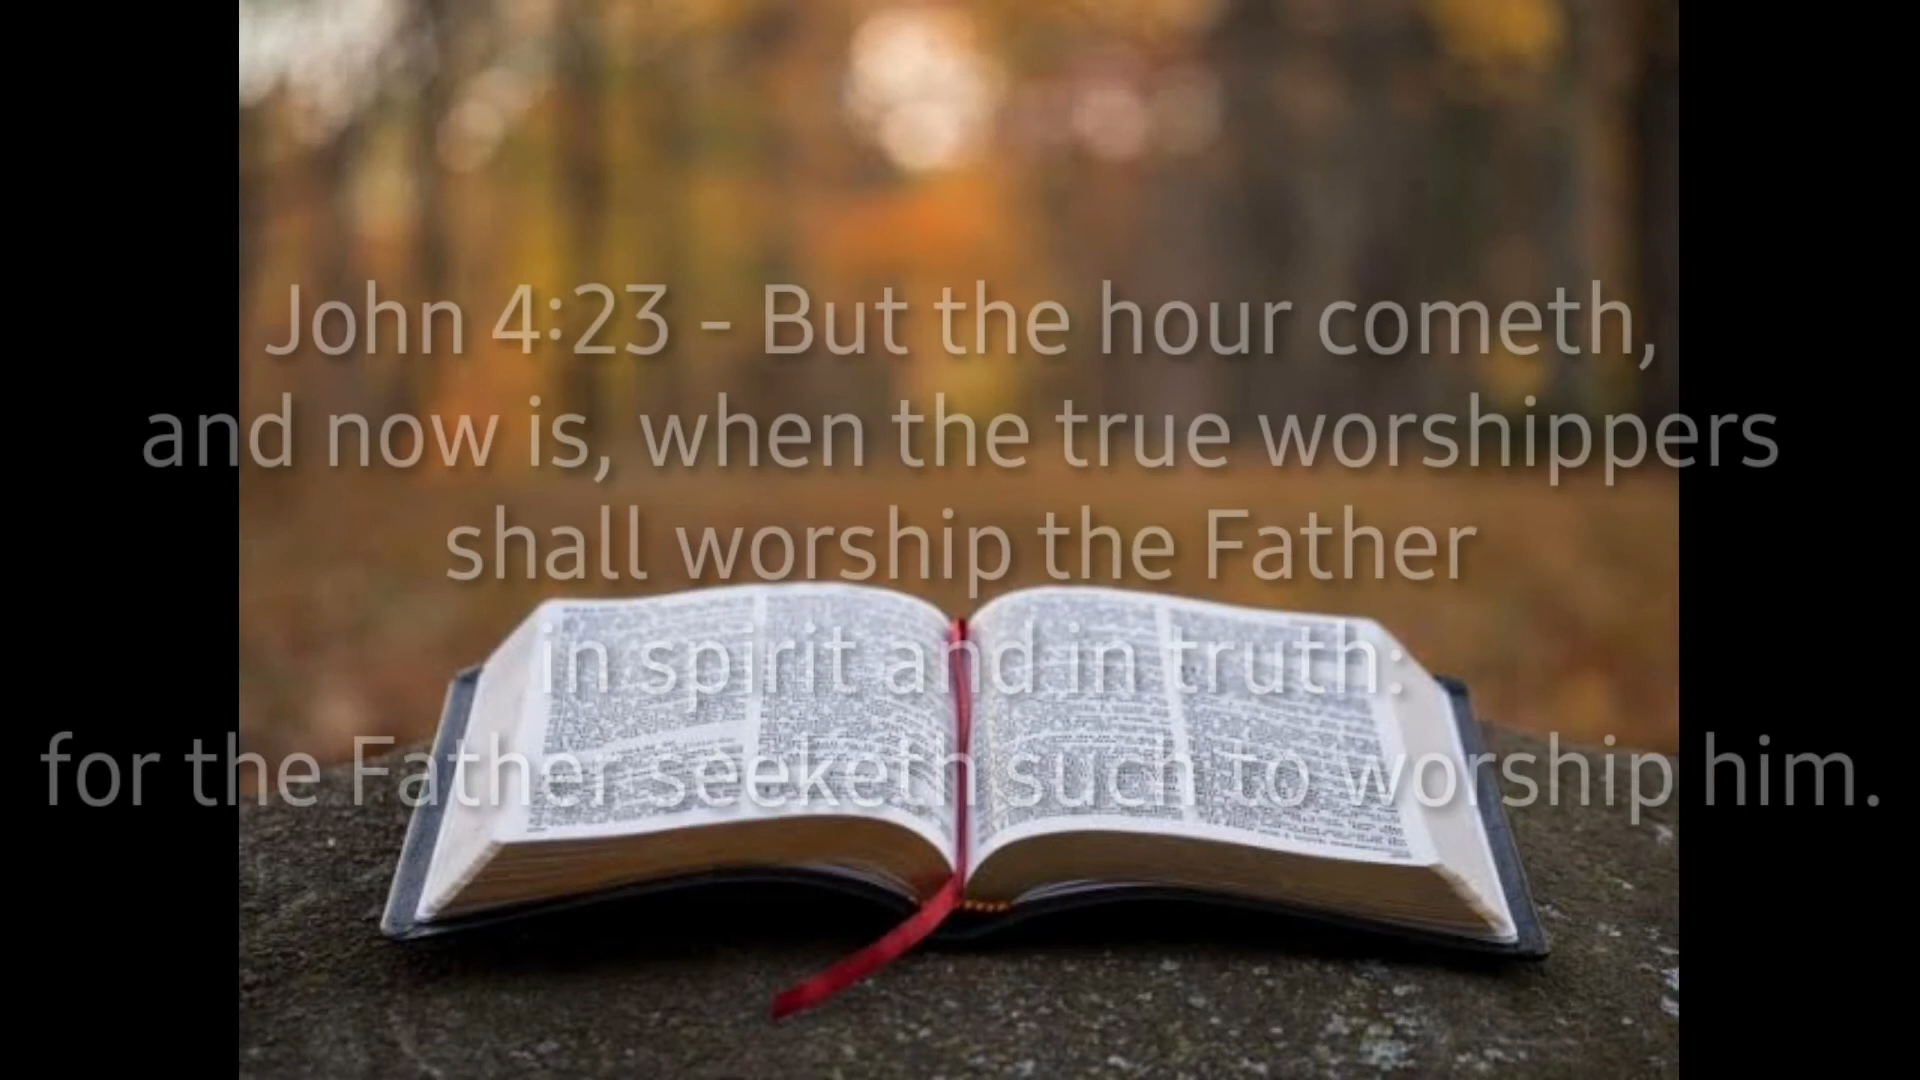 John 4:23 - But the hour cometh,
and now is, when the true worshippers
shall worship the Father
in spirit and in truth:
for the Father seeketh such to worship him.